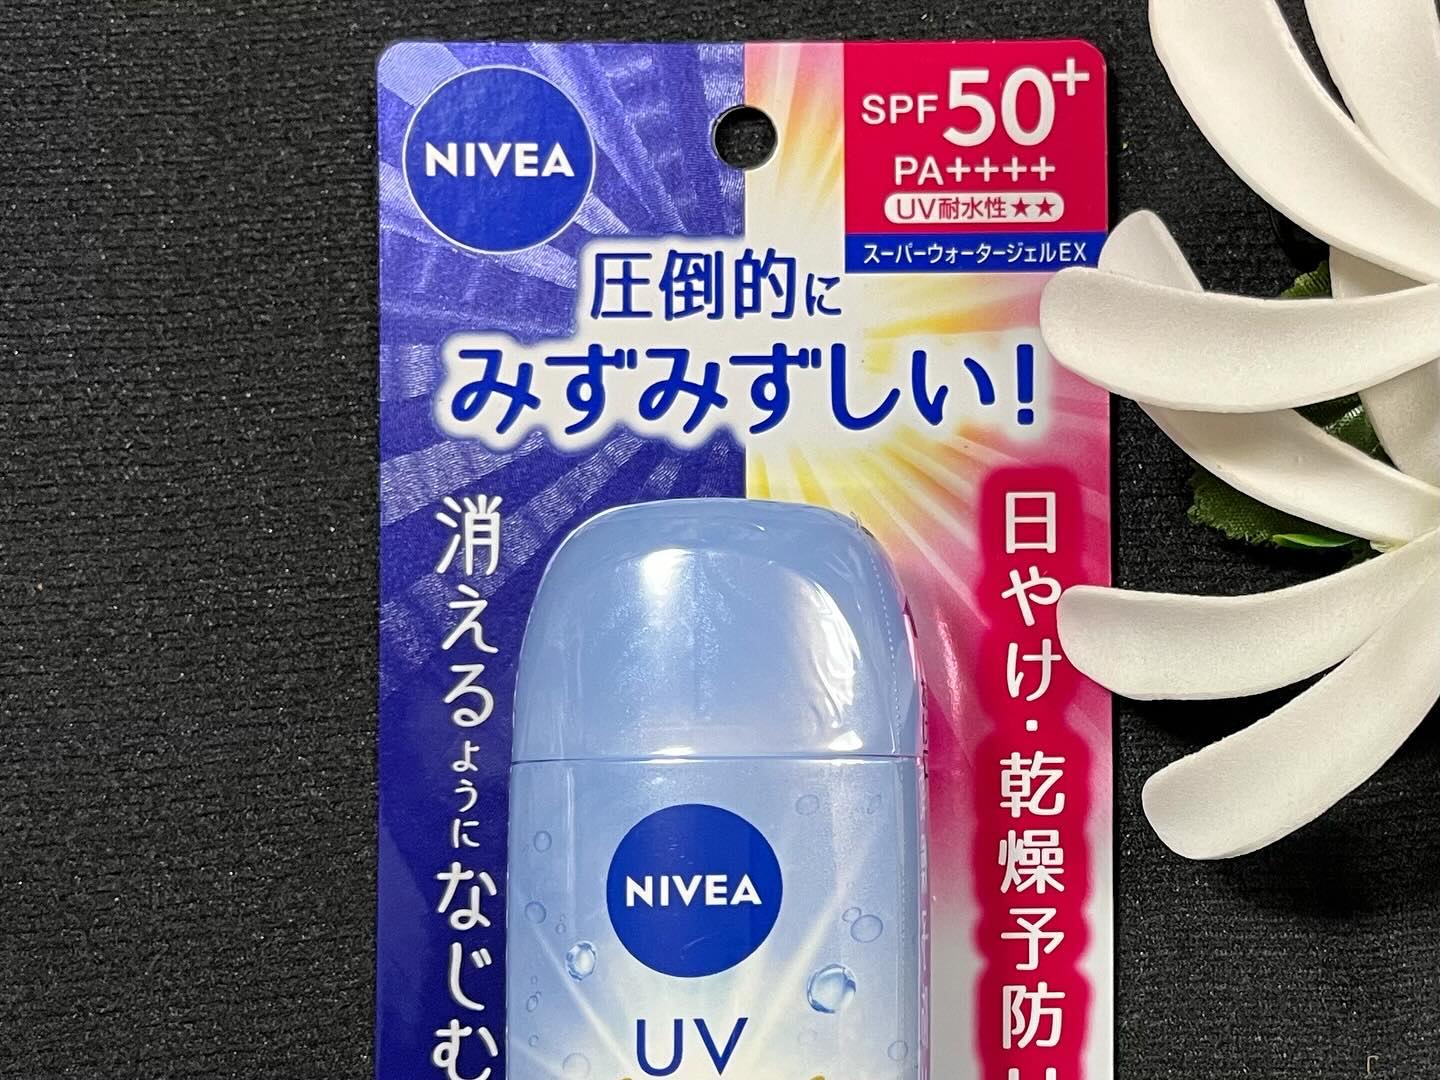 NIVEA
SPF 50+
PA++++
UV耐水性★★
スーパーウォータージェルEX
圧倒的に
みずみずしい!
消えるようになじむ
日やけ・乾燥予防
NIVEA
UV